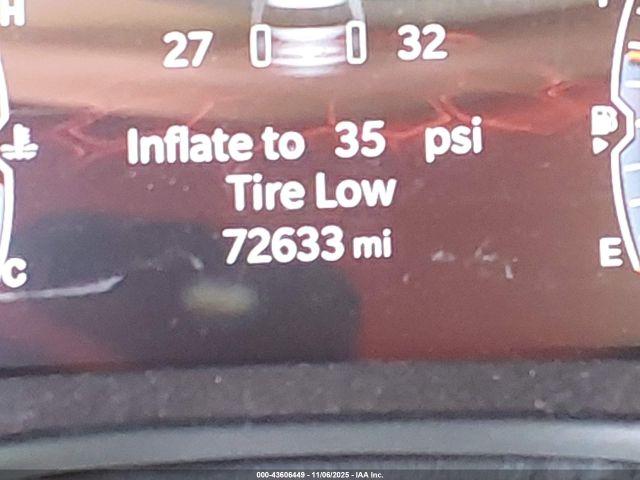 H
27 32
Inflate to 35 psi
Tire Low
72633 mi
C E
000-43606449 - 11/06/2025 - IAA Inc.